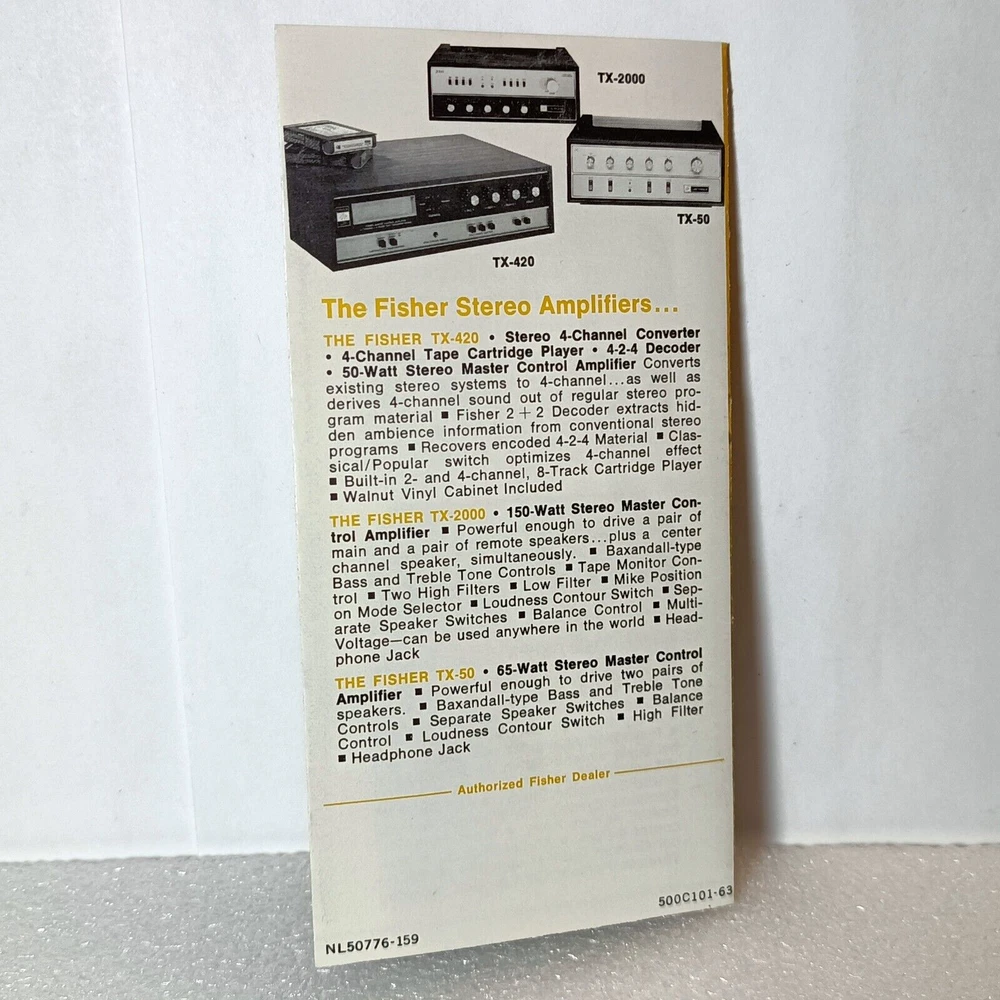 TX-2000
TX-50
TX-420
The Fisher Stereo Amplifiers...
THE FISHER TX-420 • Stereo 4-Channel Converter
• 4-Channel Tape Cartridge Player • 4-2-4 Decoder
• 50-Watt Stereo Master Control Amplifier Converts
existing stereo systems to 4-channel...as well as
derives 4-channel sound out of regular stereo pro-
gram material ■ Fisher 2 + 2 Decoder extracts hid-
den ambience information from conventional stereo
programs ■ Recovers encoded 4-2-4 Material ■ Clas-
sical/Popular switch optimizes 4-channel effect
■ Built-in 2- and 4-channel, 8-Track Cartridge Player
■ Walnut Vinyl Cabinet Included
THE FISHER TX-2000 • 150-Watt Stereo Master Con-
trol Amplifier ■ Powerful enough to drive a pair of
main and a pair of remote speakers...plus a center
channel speaker, simultaneously. ■ Baxandall-type
Bass and Treble Tone Controls ■ Tape Monitor Con-
trol ■ Two High Filters ■ Low Filter ■ Mike Position
on Mode Selector ■ Loudness Contour Switch ■ Sep-
arate Speaker Switches ■ Balance Control ■ Multi-
Voltage—can be used anywhere in the world ■ Head-
phone Jack
THE FISHER TX-50 • 65-Watt Stereo Master Control
Amplifier ■ Powerful enough to drive two pairs of
speakers. ■ Baxandall-type Bass and Treble Tone
Controls ■ Separate Speaker Switches ■ Balance
Control ■ Loudness Contour Switch ■ High Filter
■ Headphone Jack
Authorized Fisher Dealer
500C101-63
NL50776-159